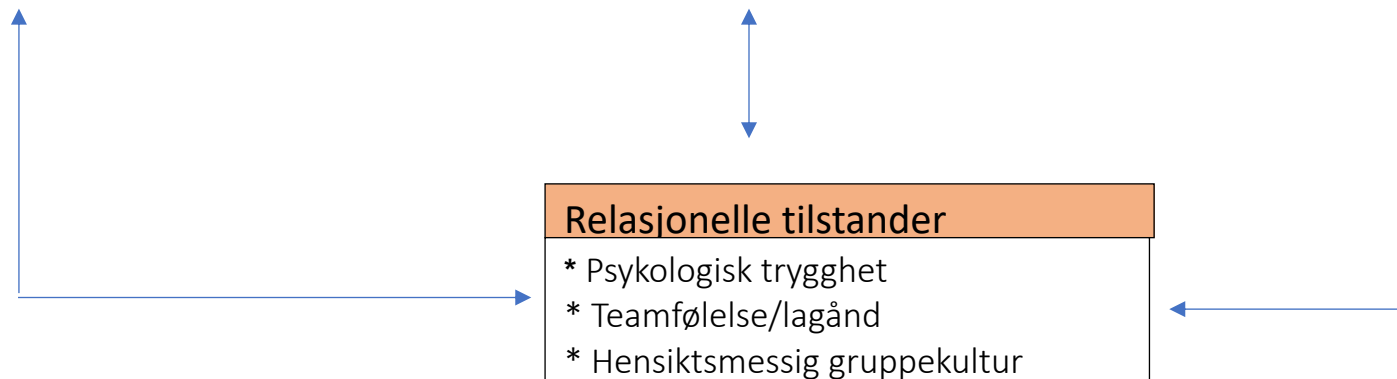 Relasjonelle tilstander
* Psykologisk trygghet
* Teamfølelse/lagånd
* Hensiktsmessig gruppekultur